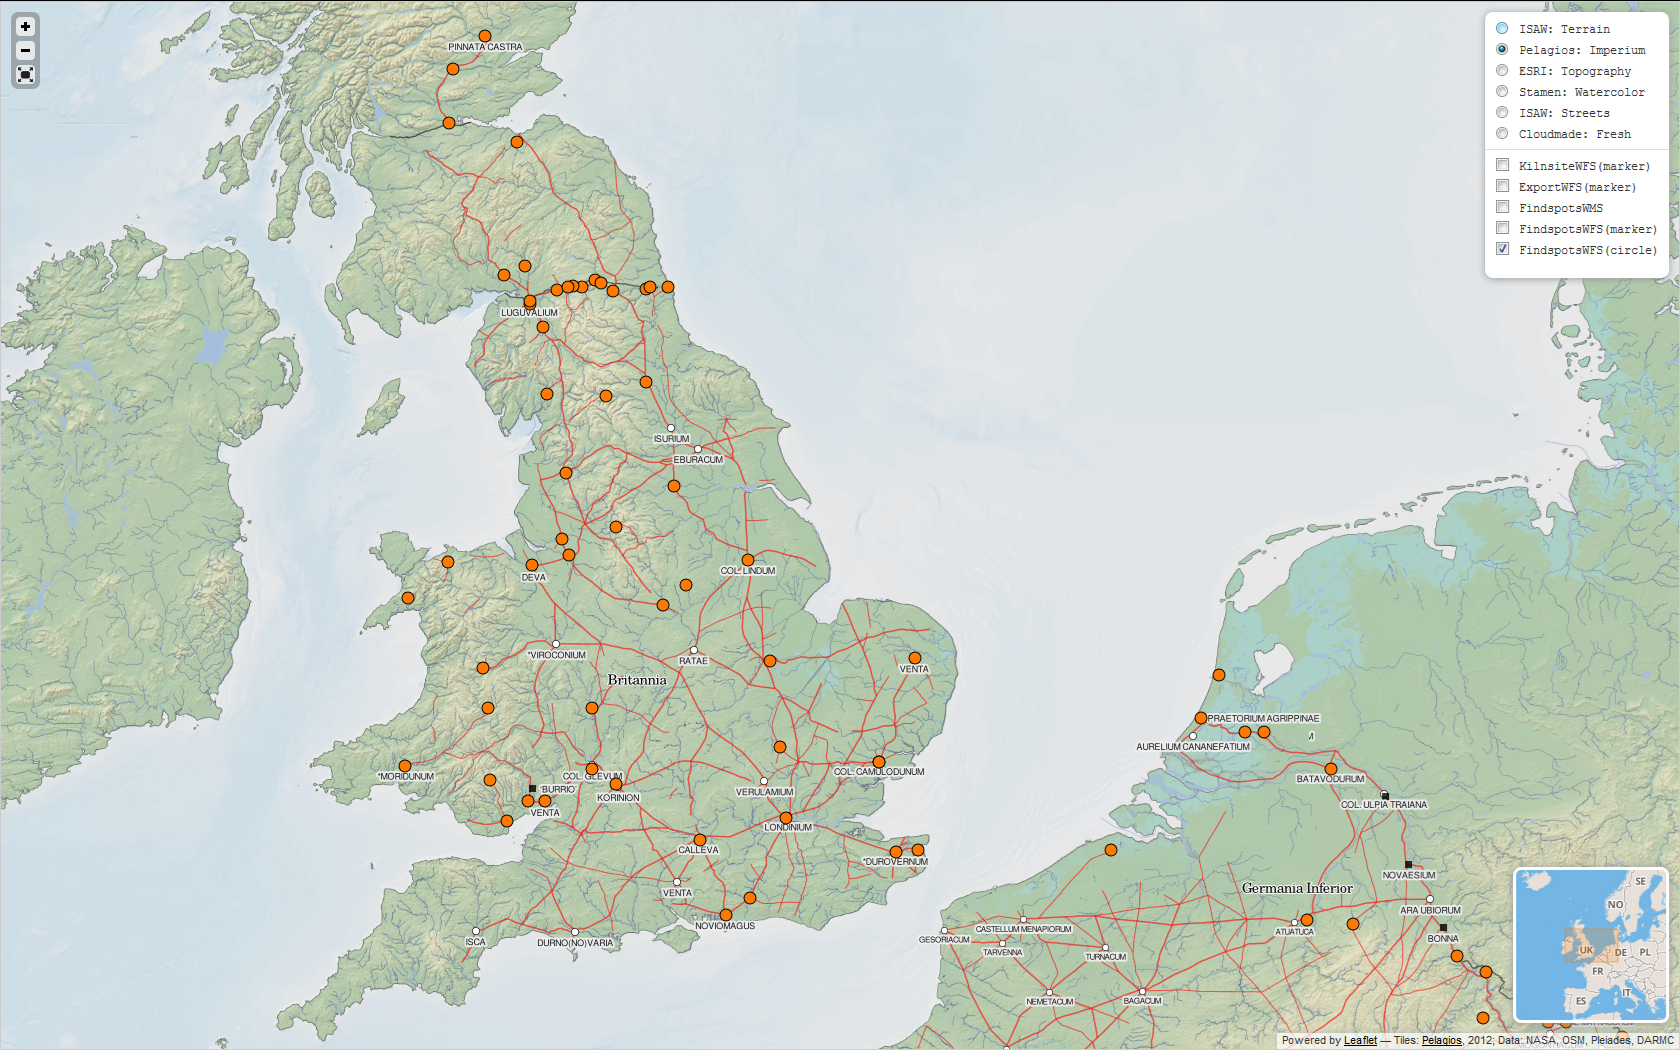 +
−
PINNATA CASTRA
ISAW: Terrain
Pelagios: Imperium
ESRI: Topography
Stamen: Watercolor
ISAW: Streets
Cloudmade: Fresh
KilnsiteWFS(marker)
ExportWFS(marker)
FindspotsWMS
FindspotsWFS(marker)
FindspotsWFS(circle)
LUGUVALIUM
ISURIUM
EBURACUM
DEVA
COL. LINDUM
*VIROCONIUM
RATAE
VENTA
Britannia
PRAETORIUM AGRIPPINAE
AURELIUM CANANEFATIUM
BATAVODURUM
COL. ULPIA TRAIANA
*MORIDUNUM
COL. GLEVUM
'BURRIO'
KORINION
VENTA
VERULAMIUM
COL. CAMULODUNUM
LONDINIUM
CALLEVA
*DUROVERNUM
VENTA
NOVIOMAGUS
ISCA
DURNO(NO)VARIA
NOVAESIUM
Germania Inferior
ARA UBIORUM
ATUATUCA
BONNA
GESORIACUM
CASTELLUM MENAPIORUM
TARVENNA
TURNACUM
NEMETACUM
BAGACUM
SE
NO
UK
DE
PL
FR
IT
ES
Powered by Leaflet — Tiles: Pelagios, 2012; Data: NASA, OSM, Pleiades, DARMC